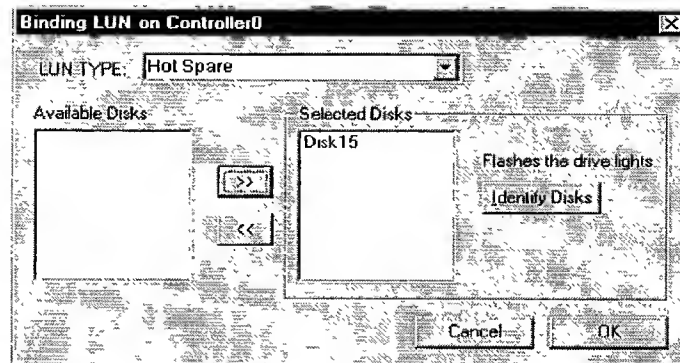 Binding LUN on Controller0
LUN TYPE: Hot Spare
Available Disks
Selected Disks
Disk15
>>
<<
Flashes the drive lights
Identify Disks
Cancel
OK